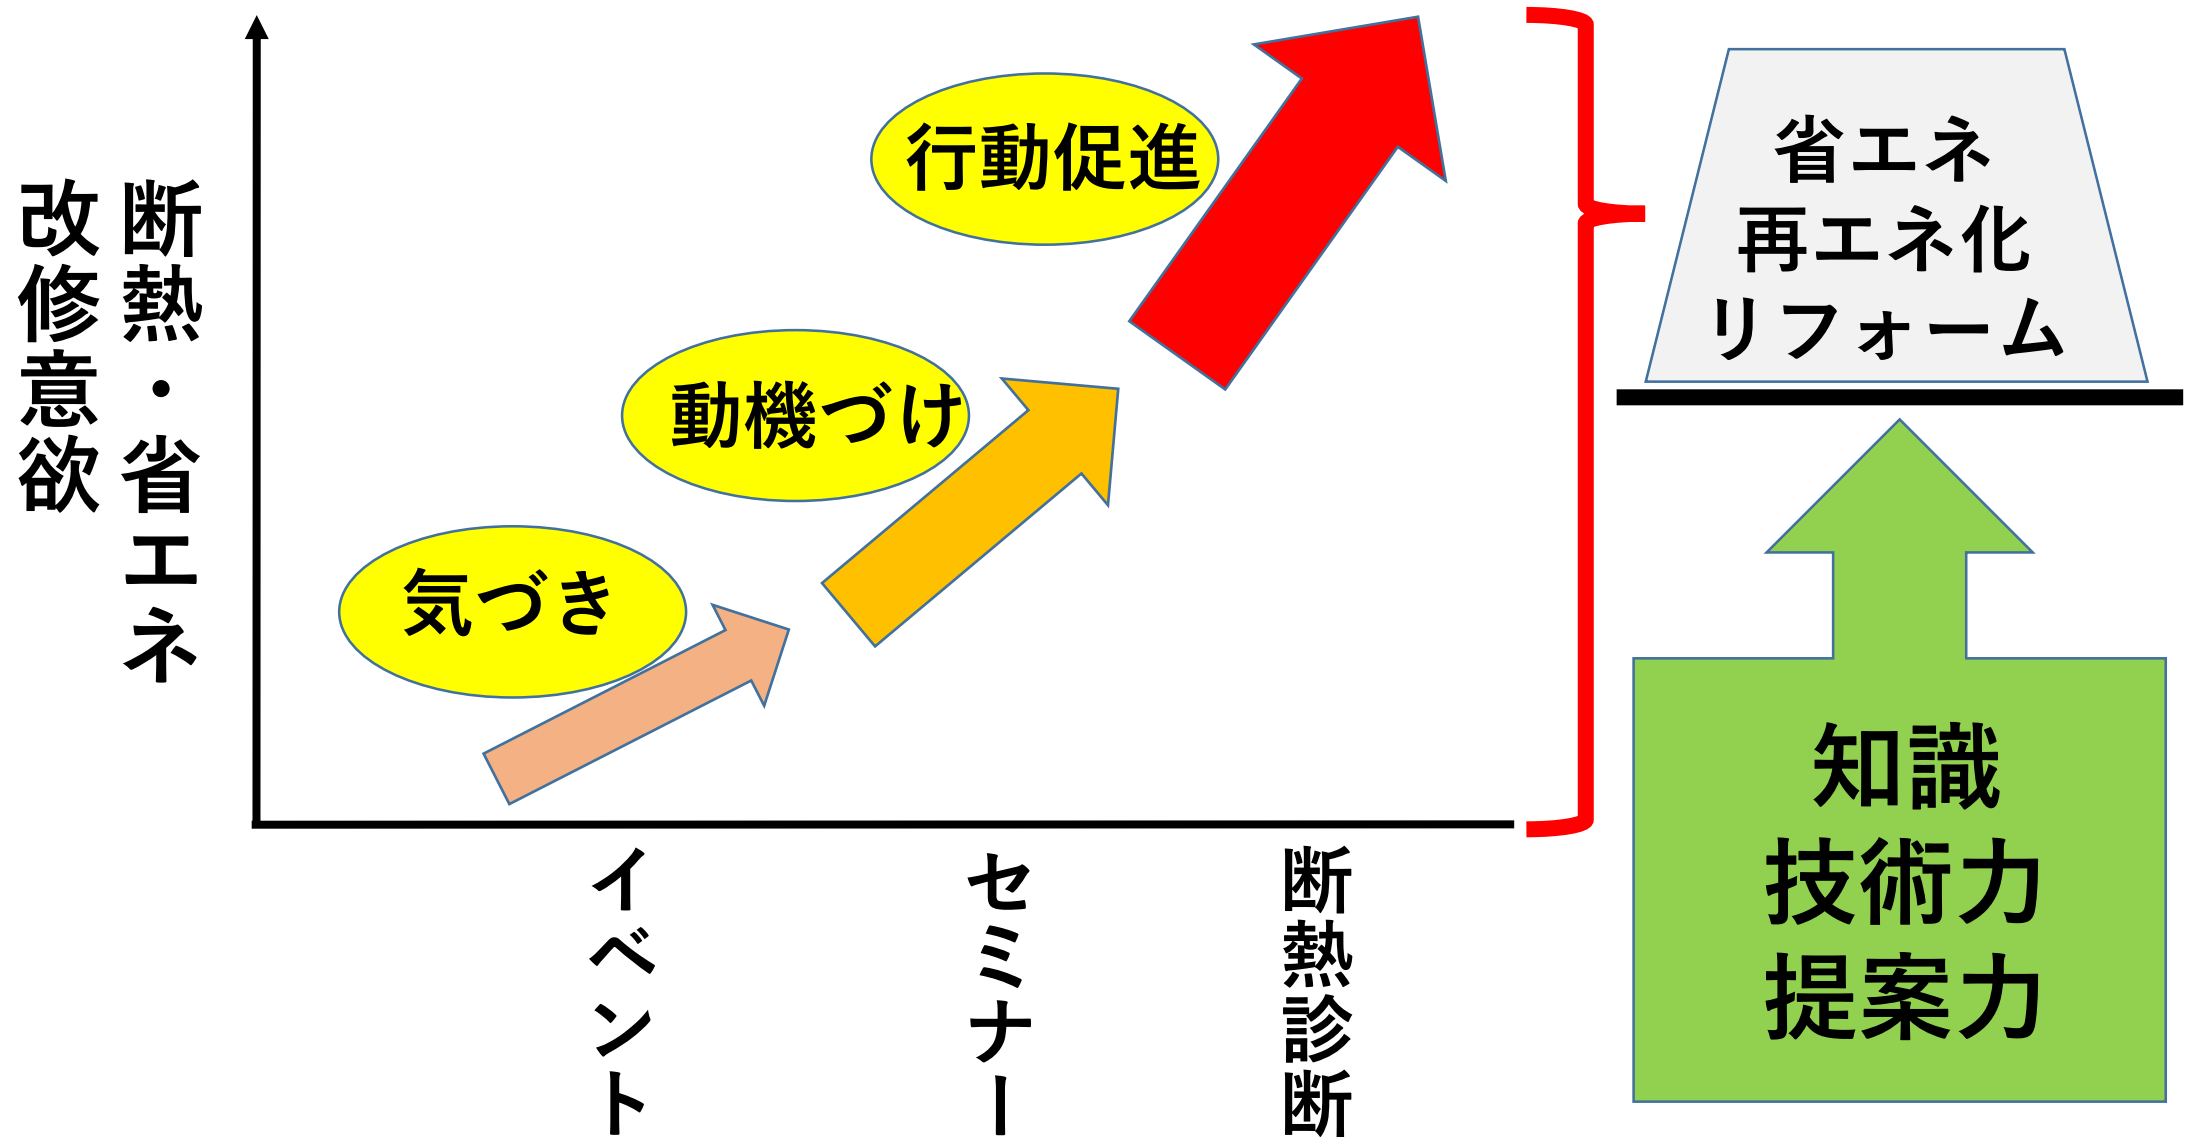 断熱・省エネ
改修意欲
行動促進
動機づけ
気づき
イベント
セミナー
断熱診断
省エネ
再エネ化
リフォーム
知識
技術力
提案力